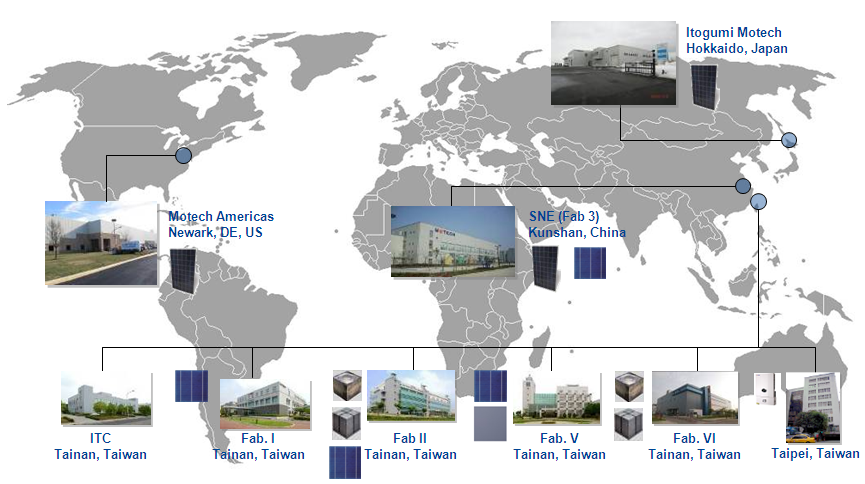 Itogumi Motech
Hokkaido, Japan
Motech Americas
Newark, DE, US
SNE (Fab 3)
Kunshan, China
MOTECH
ITC
Tainan, Taiwan
Fab. I
Tainan, Taiwan
Fab II
Tainan, Taiwan
Fab. V
Tainan, Taiwan
Fab. VI
Tainan, Taiwan
Taipei, Taiwan